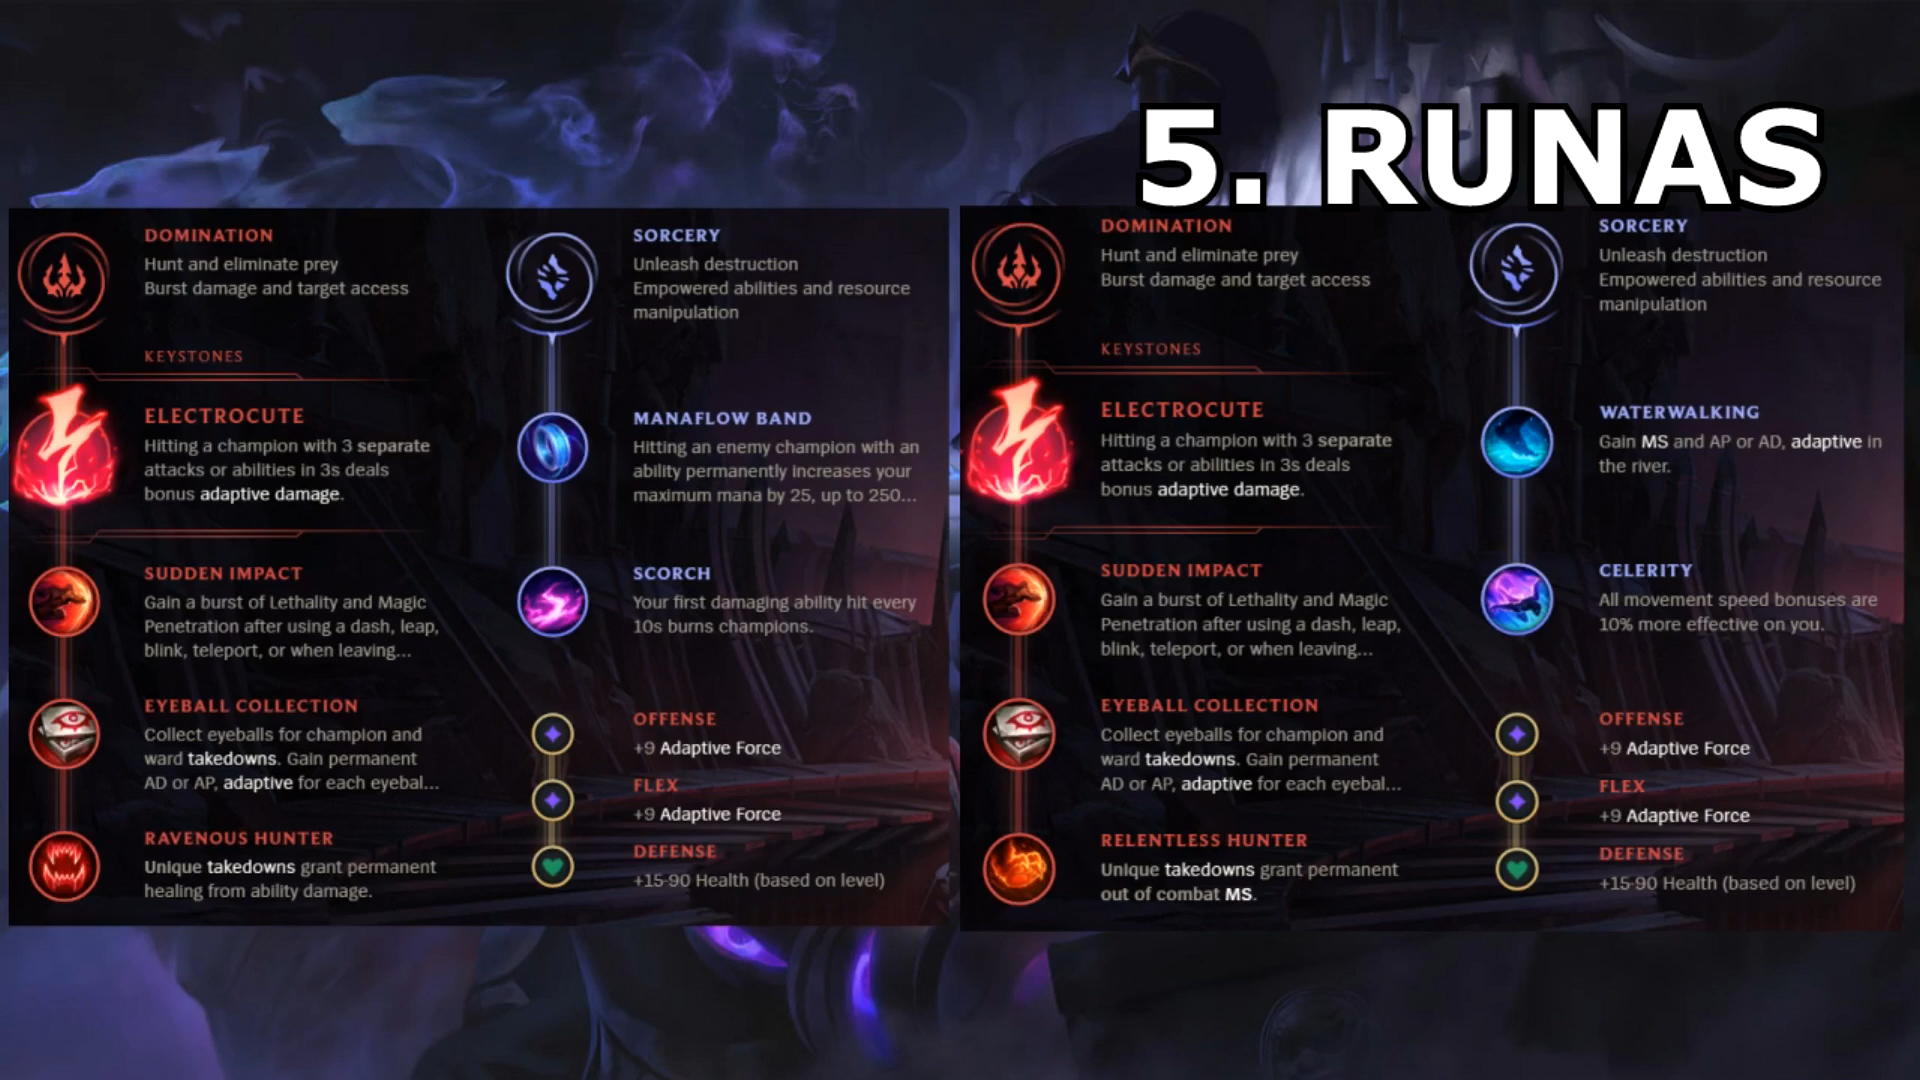 5. RUNAS
DOMINATION
Hunt and eliminate prey
Burst damage and target access
KEYSTONES
ELECTROCUTE
Hitting a champion with 3 separate
attacks or abilities in 3s deals
bonus adaptive damage.
SUDDEN IMPACT
Gain a burst of Lethality and Magic
Penetration after using a dash, leap,
blink, teleport, or when leaving...
EYEBALL COLLECTION
Collect eyeballs for champion and
ward takedowns. Gain permanent
AD or AP, adaptive for each eyebal...
RAVENOUS HUNTER
Unique takedowns grant permanent
healing from ability damage.
SORCERY
Unleash destruction
Empowered abilities and resource
manipulation
MANAFLOW BAND
Hitting an enemy champion with an
ability permanently increases your
maximum mana by 25, up to 250...
SCORCH
Your first damaging ability hit every
10s burns champions.
OFFENSE
+9 Adaptive Force
FLEX
+9 Adaptive Force
DEFENSE
+15-90 Health (based on level)
DOMINATION
Hunt and eliminate prey
Burst damage and target access
KEYSTONES
ELECTROCUTE
Hitting a champion with 3 separate
attacks or abilities in 3s deals
bonus adaptive damage.
SUDDEN IMPACT
Gain a burst of Lethality and Magic
Penetration after using a dash, leap,
blink, teleport, or when leaving...
EYEBALL COLLECTION
Collect eyeballs for champion and
ward takedowns. Gain permanent
AD or AP, adaptive for each eyebal...
RELENTLESS HUNTER
Unique takedowns grant permanent
out of combat MS.
SORCERY
Unleash destruction
Empowered abilities and resource
manipulation
WATERWALKING
Gain MS and AP or AD, adaptive in
the river.
CELERITY
All movement speed bonuses are
10% more effective on you.
OFFENSE
+9 Adaptive Force
FLEX
+9 Adaptive Force
DEFENSE
+15-90 Health (based on level)